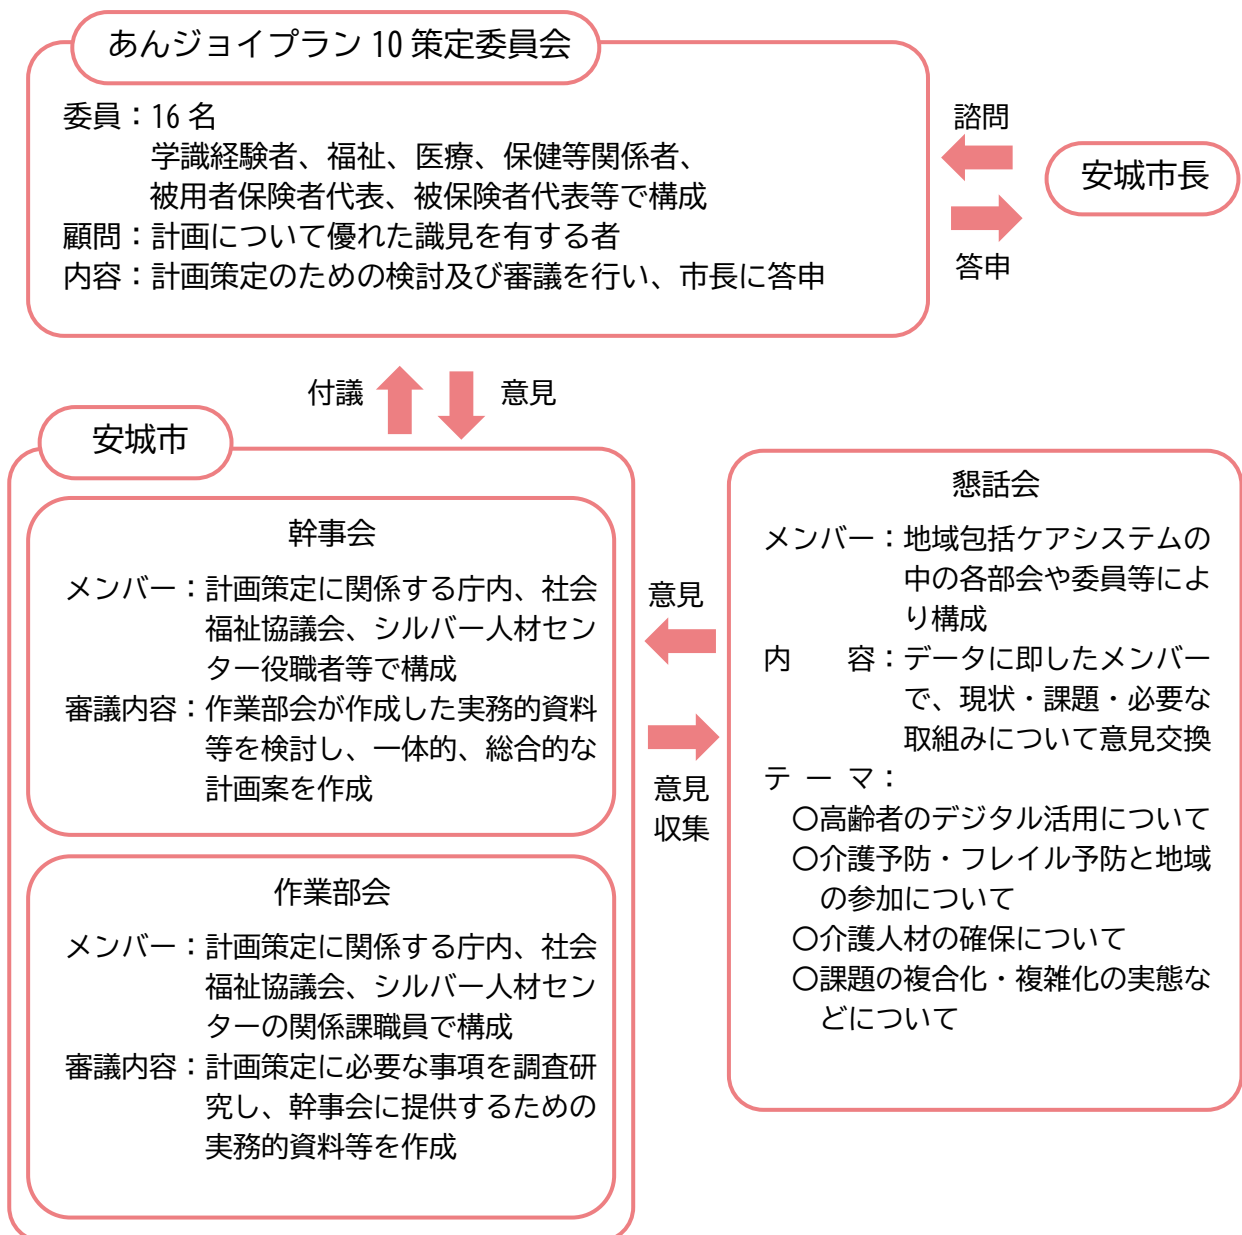 あんジョイプラン 10 策定委員会
委員：16 名
学識経験者、福祉、医療、保健等関係者、
被用者保険者代表、被保険者代表等で構成
顧問：計画について優れた識見を有する者
内容：計画策定のための検討及び審議を行い、市長に答申
諮問
安城市長
答申
付議
意見
安城市
幹事会
メンバー：計画策定に関係する庁内、社会
福祉協議会、シルバー人材セン
ター役職者等で構成
審議内容：作業部会が作成した実務的資料
等を検討し、一体的、総合的な
計画案を作成
作業部会
メンバー：計画策定に関係する庁内、社会
福祉協議会、シルバー人材セン
ターの関係課職員で構成
審議内容：計画策定に必要な事項を調査研
究し、幹事会に提供するための
実務的資料等を作成
意見
意見
収集
懇話会
メンバー：地域包括ケアシステムの
中の各部会や委員等によ
り構成
内　　容：データに即したメンバー
で、現状・課題・必要な
取組みについて意見交換
テ ー マ：
〇高齢者のデジタル活用について
〇介護予防・フレイル予防と地域
の参加について
〇介護人材の確保について
〇課題の複合化・複雑化の実態な
どについて